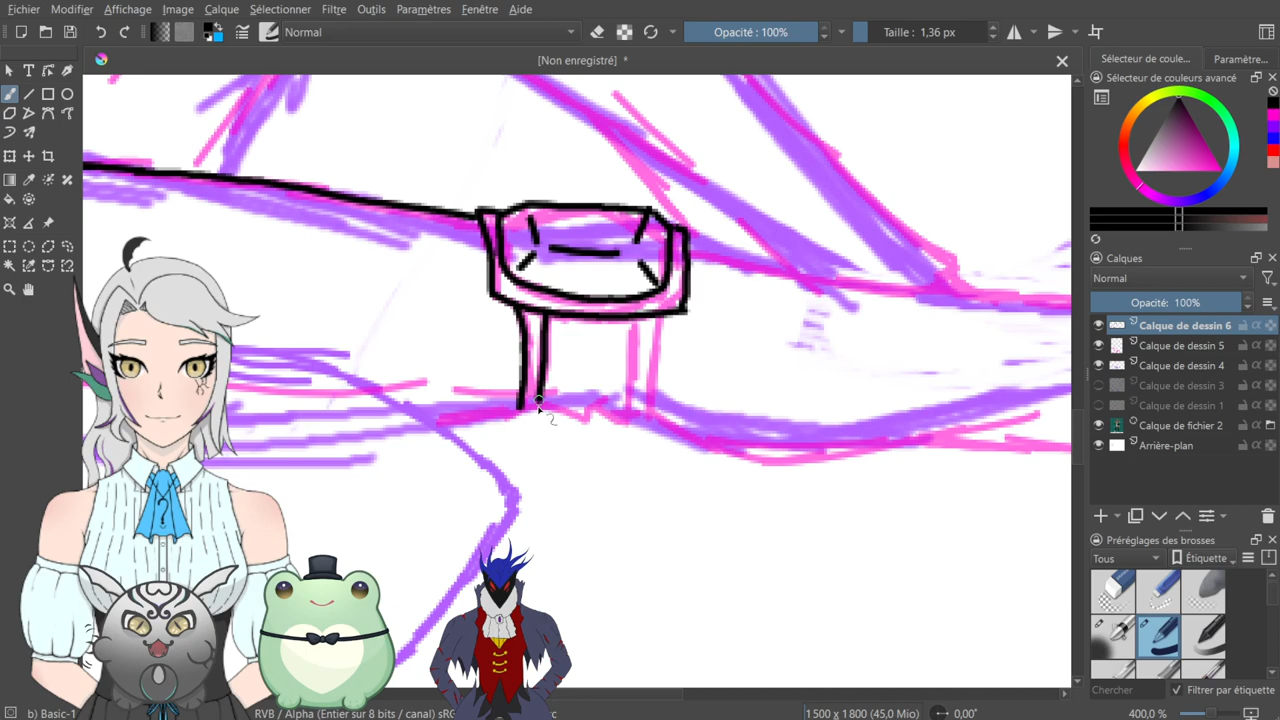 Fichier Modifier Affichage Image Calque Sélectionner Filtre Outils Paramètres Fenêtre Aide
Normal Opacité : 100% Taille : 1,36 px
[Non enregistré] *
Sélecteur de coule... Paramètre...
Sélecteur de couleurs avancé
Calques
Normal
Opacité: 100%
Calque de dessin 6
Calque de dessin 5
Calque de dessin 4
Calque de dessin 3
Calque de dessin 1
Calque de fichier 2
Arrière-plan
Préréglages des brosses
Tous Étiquette
Chercher Filtrer par étiquette
b) Basic-1 RVB / Alpha (Entier sur 8 bits / canal) sR 1 500 x 1 800 (45,0 Mio) 0,00° 400,0 %